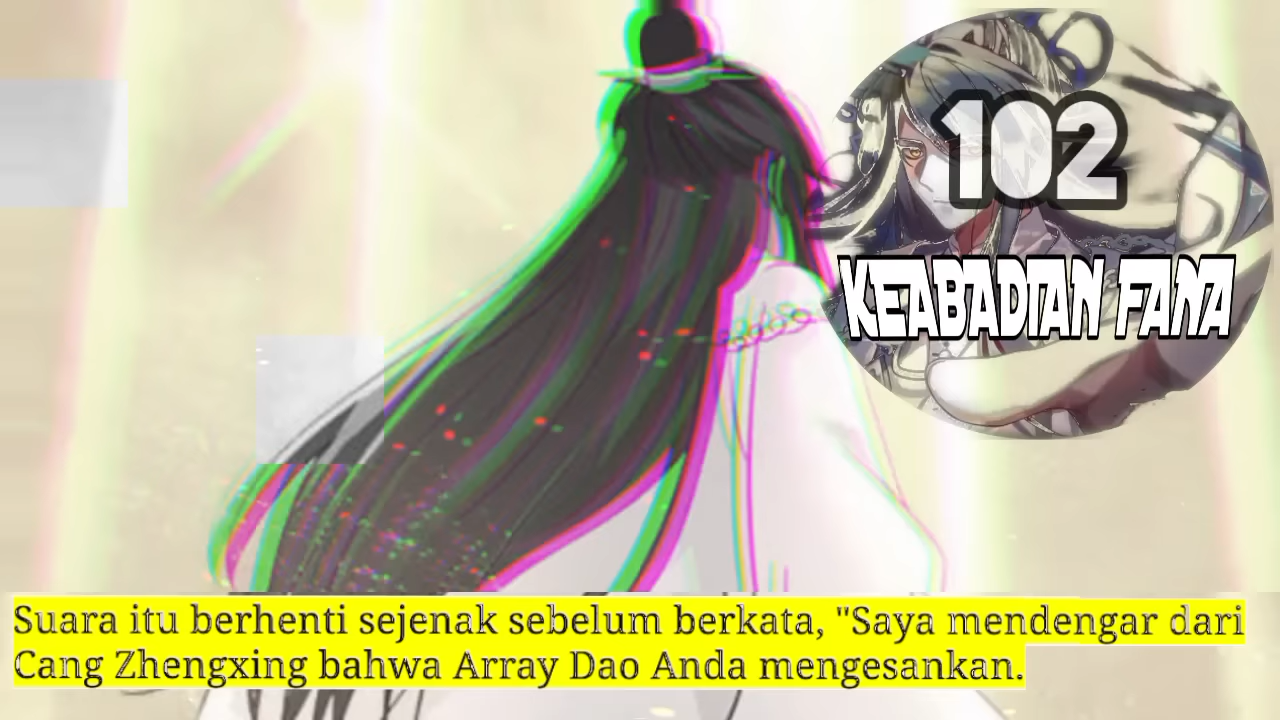 102
KEABADIAN FANA
Suara itu berhenti sejenak sebelum berkata, "Saya mendengar dari
Cang Zhengxing bahwa Array Dao Anda mengesankan.